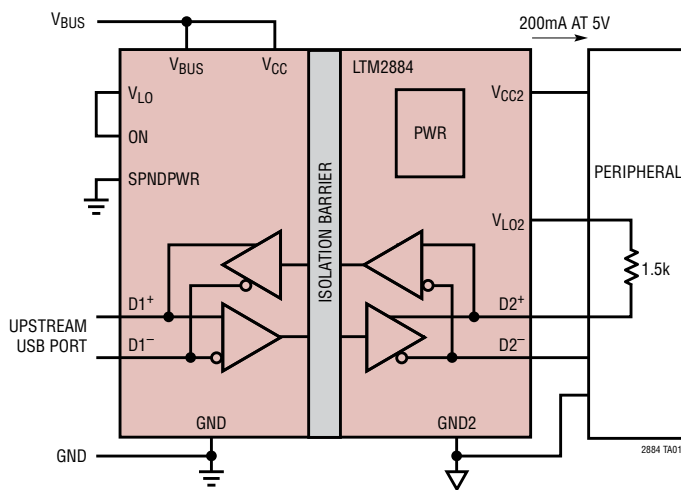 VBUS
200mA AT 5V
VBUS
VCC
LTM2884
VLO
ON
SPNDPWR
ISOLATION BARRIER
PWR
VCC2
PERIPHERAL
VLO2
1.5k
D1+
UPSTREAM
USB PORT
D1−
D2+
D2−
GND
GND2
GND
2884 TA01